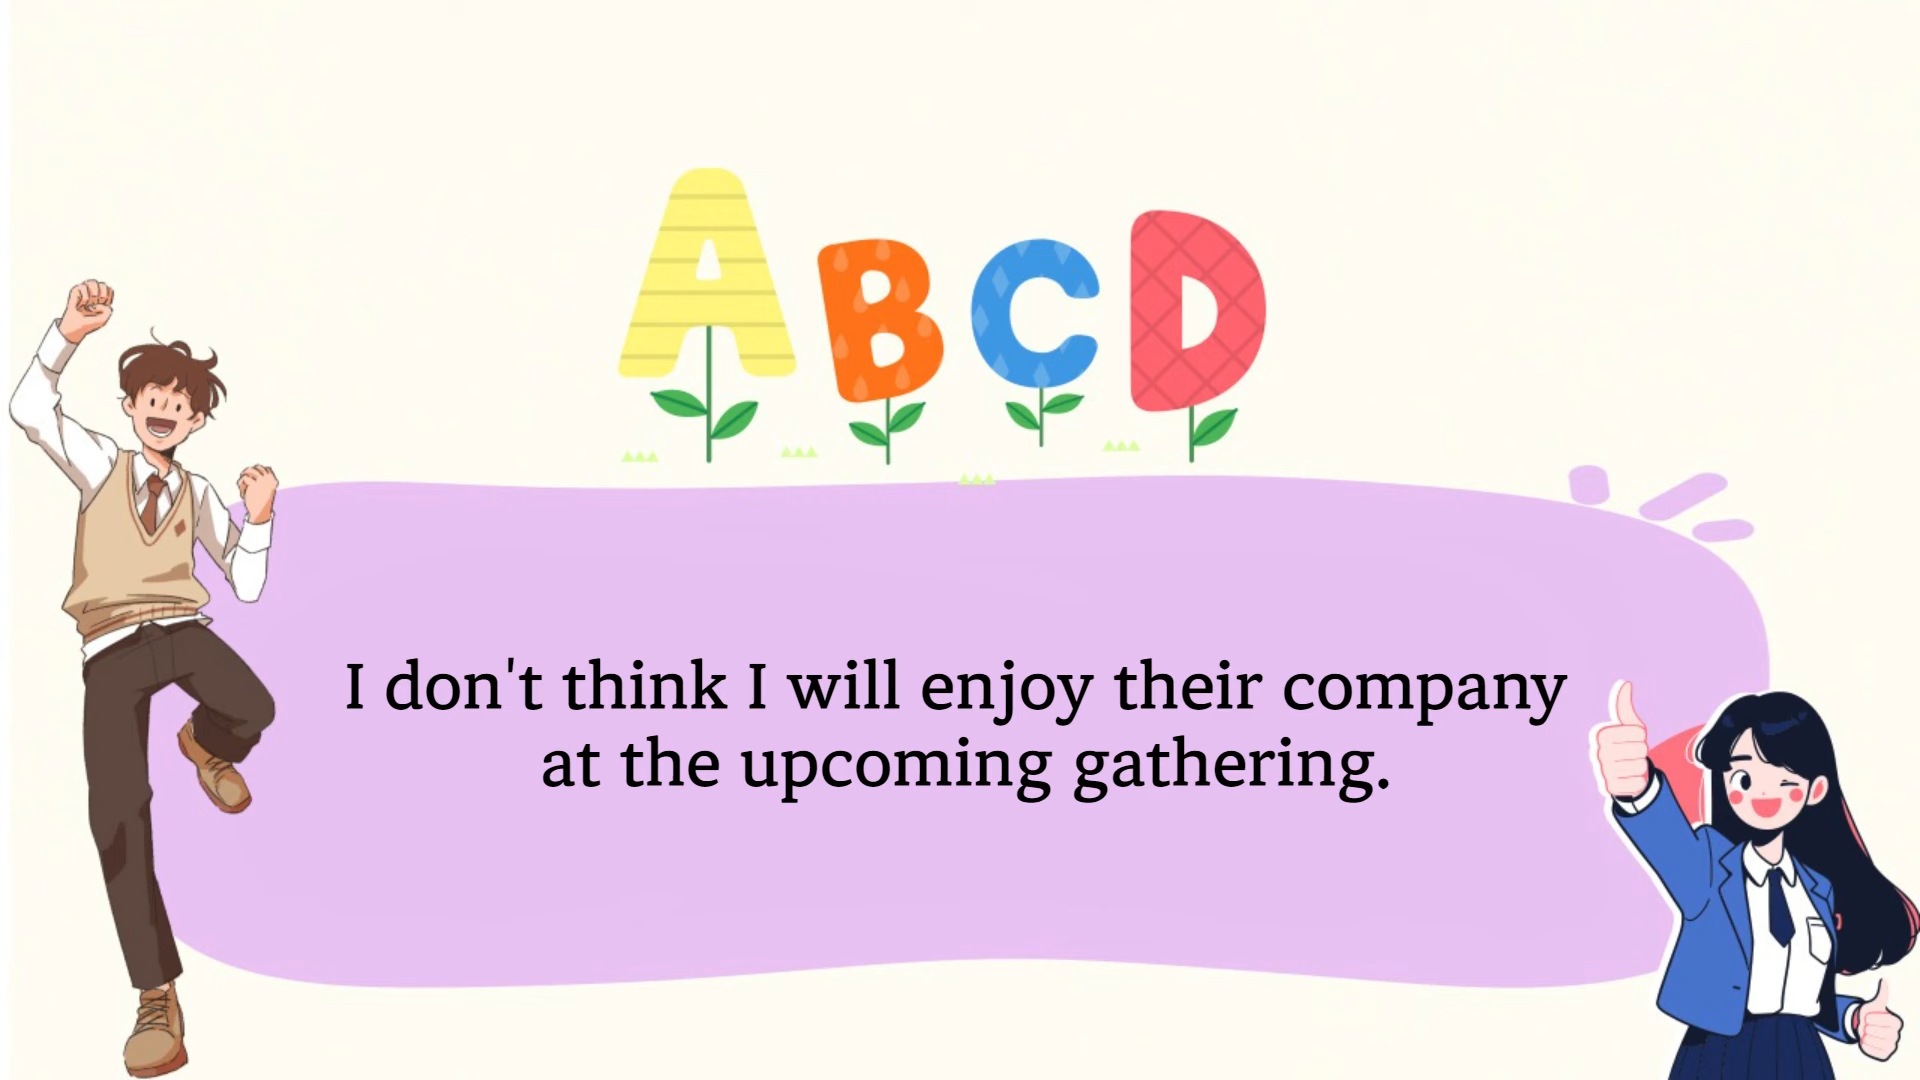 ABCD
I don't think I will enjoy their company
at the upcoming gathering.